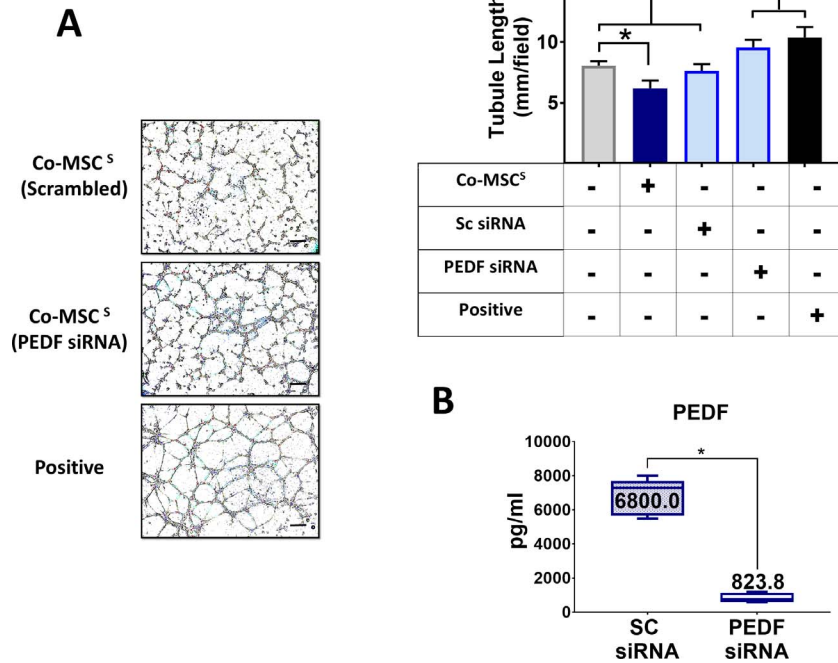 A
Co-MSC S
(Scrambled)
Co-MSC S
(PEDF siRNA)
Positive
Tubule Length
(mm/field)
10
5
*
Co-MSCS - + - - -
Sc siRNA - - + - -
PEDF siRNA - - - + -
Positive - - - - +
B
PEDF
10000
8000
6000
4000
2000
0
pg/ml
*
6800.0
823.8
SC
siRNA
PEDF
siRNA